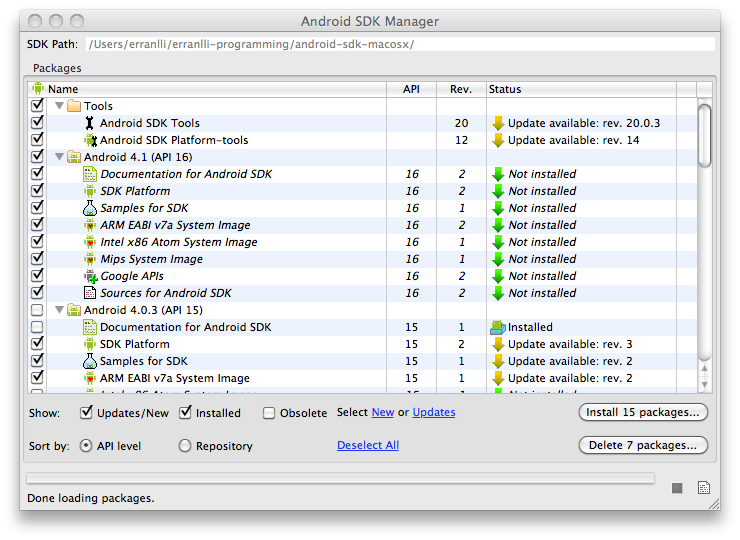 Android SDK Manager
SDK Path: /Users/erranlli/erranlli-programming/android-sdk-macosx/
Packages
Name API Rev. Status
Tools
Android SDK Tools 20 Update available: rev. 20.0.3
Android SDK Platform-tools 12 Update available: rev. 14
Android 4.1 (API 16)
Documentation for Android SDK 16 2 Not installed
SDK Platform 16 2 Not installed
Samples for SDK 16 1 Not installed
ARM EABI v7a System Image 16 2 Not installed
Intel x86 Atom System Image 16 1 Not installed
Mips System Image 16 1 Not installed
Google APIs 16 2 Not installed
Sources for Android SDK 16 2 Not installed
Android 4.0.3 (API 15)
Documentation for Android SDK 15 1 Installed
SDK Platform 15 2 Update available: rev. 3
Samples for SDK 15 1 Update available: rev. 2
ARM EABI v7a System Image 15 1 Update available: rev. 2
Show: Updates/New Installed Obsolete Select New or Updates Install 15 packages...
Sort by: API level Repository Deselect All Delete 7 packages...
Done loading packages.